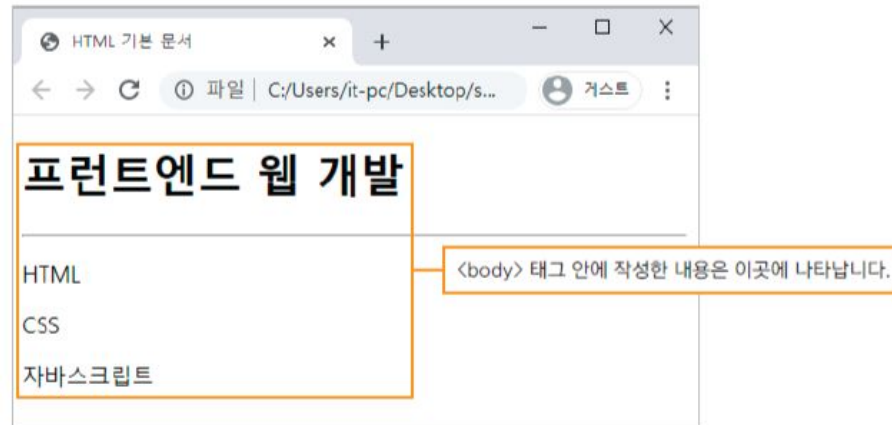 HTML 기본 문서
파일 | C:/Users/it-pc/Desktop/s...
게스트
프런트엔드 웹 개발
HTML
<body> 태그 안에 작성한 내용은 이곳에 나타납니다.
CSS
자바스크립트